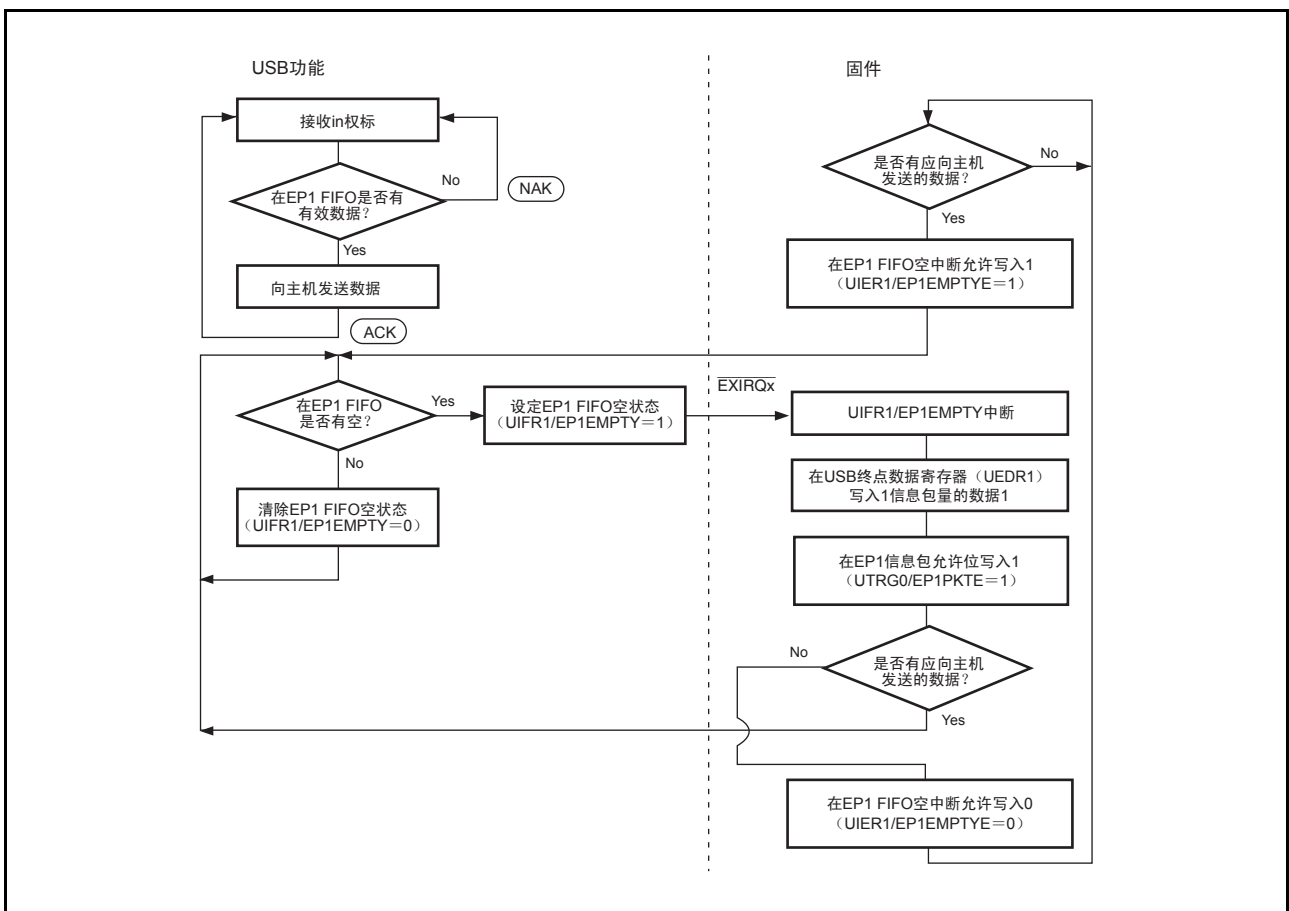 USB功能
接收in权标
在EP1 FIFO是否有
有效数据？
No
NAK
Yes
向主机发送数据
ACK
在EP1 FIFO
是否有空？
Yes
设定EP1 FIFO空状态
（UIFR1/EP1EMPTY＝1）
No
清除EP1 FIFO空状态
（UIFR1/EP1EMPTY＝0）
EXIRQx
固件
是否有应向主机
发送的数据？
No
Yes
在EP1 FIFO空中断允许写入1
（UIER1/EP1EMPTYE＝1）
UIFR1/EP1EMPTY中断
在USB终点数据寄存器（UEDR1）
写入1信息包量的数据1
在EP1信息包允许位写入1
（UTRG0/EP1PKTE＝1）
No
是否有应向主机
发送的数据？
Yes
在EP1 FIFO空中断允许写入0
（UIER1/EP1EMPTYE＝0）